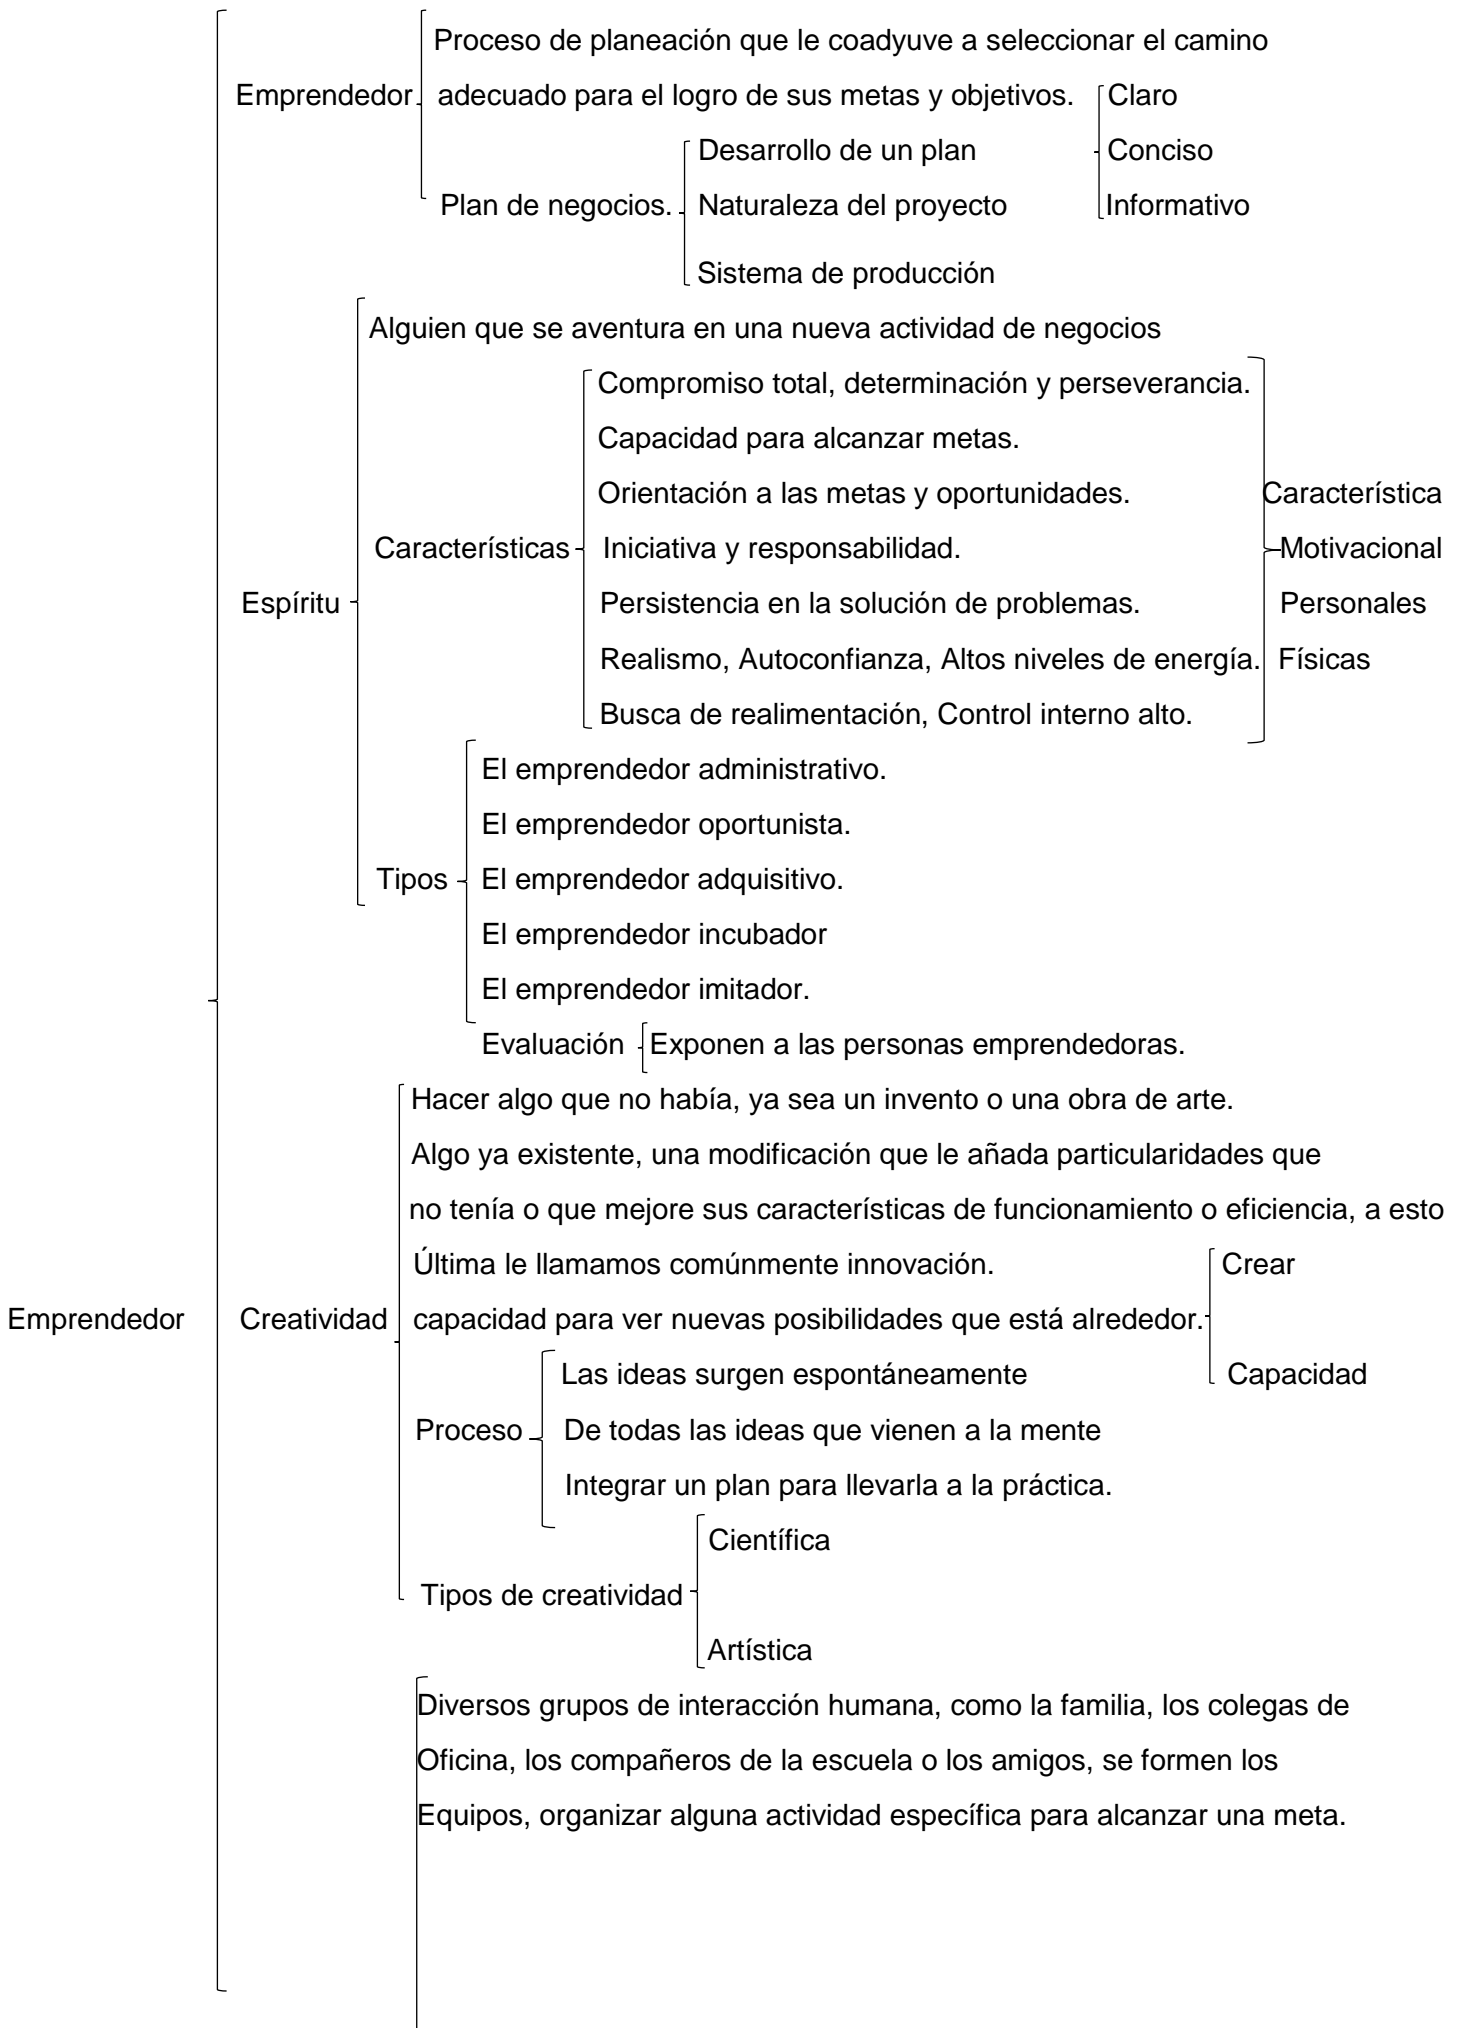 Proceso de planeación que le coadyuve a seleccionar el camino
Emprendedor adecuado para el logro de sus metas y objetivos. Claro
Desarrollo de un plan Conciso
Plan de negocios. Naturaleza del proyecto Informativo
Sistema de producción
Alguien que se aventura en una nueva actividad de negocios
Compromiso total, determinación y perseverancia.
Capacidad para alcanzar metas.
Orientación a las metas y oportunidades. Característica
Características Iniciativa y responsabilidad. Motivacional
Espíritu Persistencia en la solución de problemas. Personales
Realismo, Autoconfianza, Altos niveles de energía. Físicas
Busca de realimentación, Control interno alto.
El emprendedor administrativo.
El emprendedor oportunista.
Tipos El emprendedor adquisitivo.
El emprendedor incubador
El emprendedor imitador.
Evaluación Exponen a las personas emprendedoras.
Hacer algo que no había, ya sea un invento o una obra de arte.
Algo ya existente, una modificación que le añada particularidades que
no tenía o que mejore sus características de funcionamiento o eficiencia, a esto
Última le llamamos comúnmente innovación. Crear
Emprendedor Creatividad capacidad para ver nuevas posibilidades que está alrededor.
Las ideas surgen espontáneamente Capacidad
Proceso De todas las ideas que vienen a la mente
Integrar un plan para llevarla a la práctica.
Científica
Tipos de creatividad
Artística
Diversos grupos de interacción humana, como la familia, los colegas de
Oficina, los compañeros de la escuela o los amigos, se formen los
Equipos, organizar alguna actividad específica para alcanzar una meta.